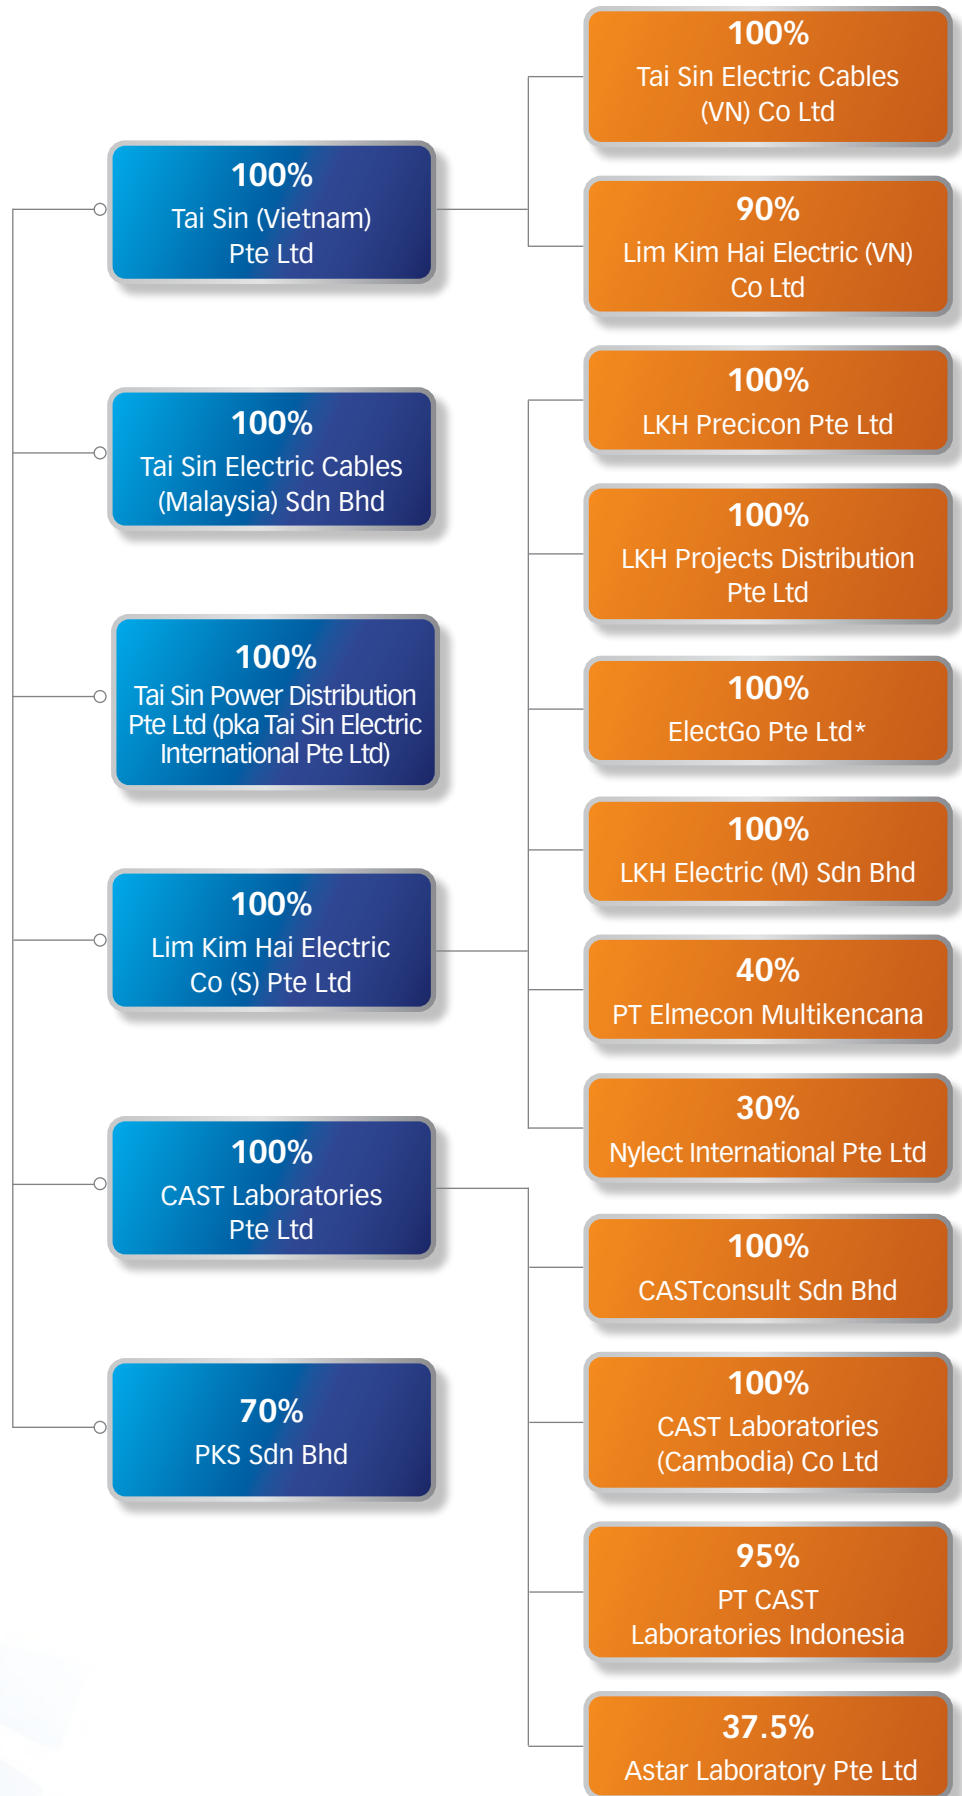 100%
Tai Sin (Vietnam)
Pte Ltd
100%
Tai Sin Electric Cables
(Malaysia) Sdn Bhd
100%
Tai Sin Power Distribution
Pte Ltd (pka Tai Sin Electric
International Pte Ltd)
100%
Lim Kim Hai Electric
Co (S) Pte Ltd
100%
CAST Laboratories
Pte Ltd
70%
PKS Sdn Bhd
100%
Tai Sin Electric Cables
(VN) Co Ltd
90%
Lim Kim Hai Electric (VN)
Co Ltd
100%
LKH Precicon Pte Ltd
100%
LKH Projects Distribution
Pte Ltd
100%
ElectGo Pte Ltd*
100%
LKH Electric (M) Sdn Bhd
40%
PT Elmecon Multikencana
30%
Nylect International Pte Ltd
100%
CASTconsult Sdn Bhd
100%
CAST Laboratories
(Cambodia) Co Ltd
95%
PT CAST
Laboratories Indonesia
37.5%
Astar Laboratory Pte Ltd